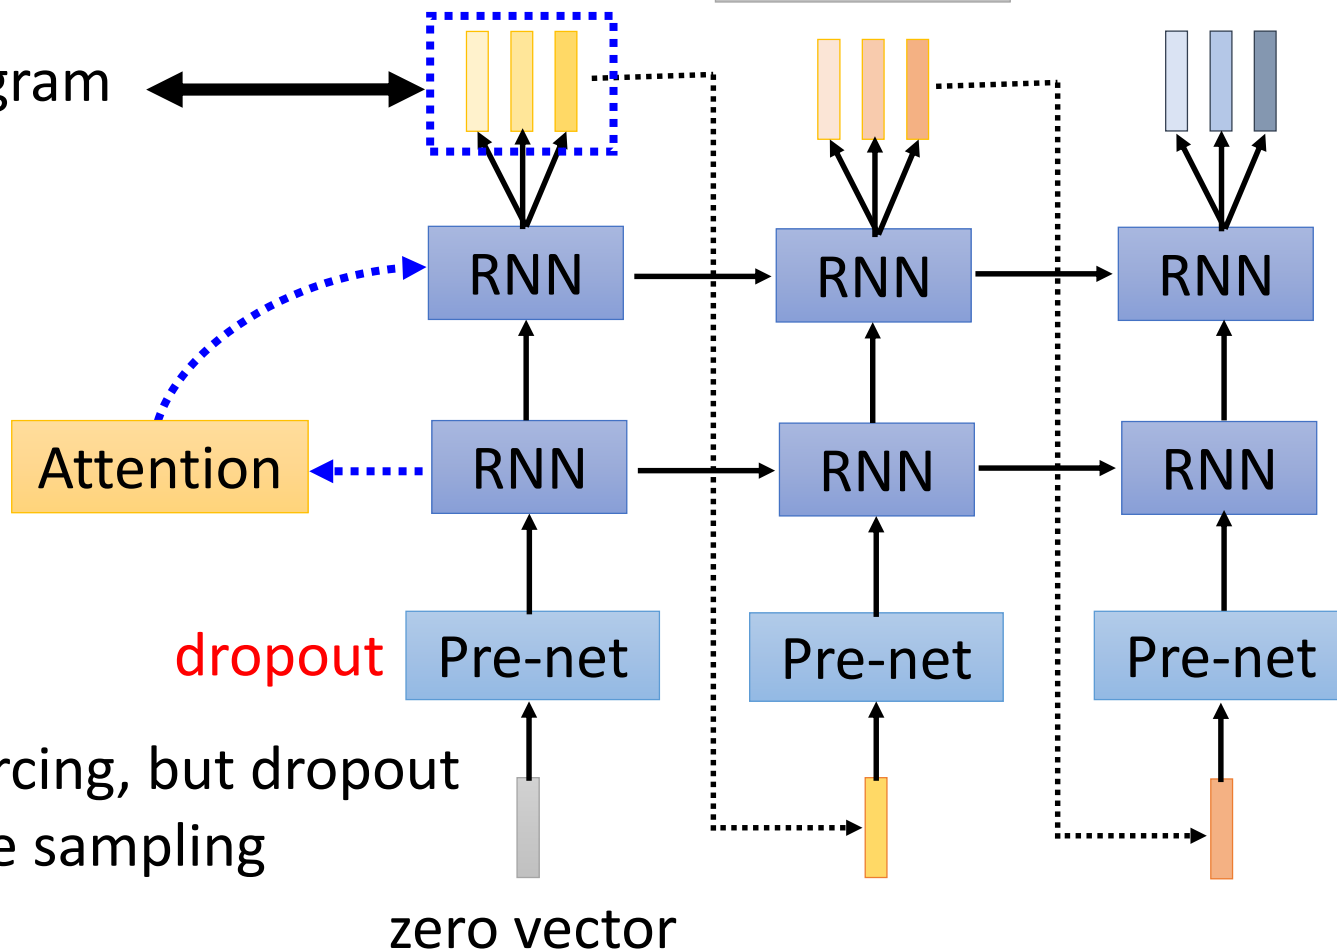 gram
RNN
RNN
RNN
Attention
RNN
RNN
RNN
dropout
Pre-net
Pre-net
Pre-net
rcing, but dropout
e sampling
zero vector